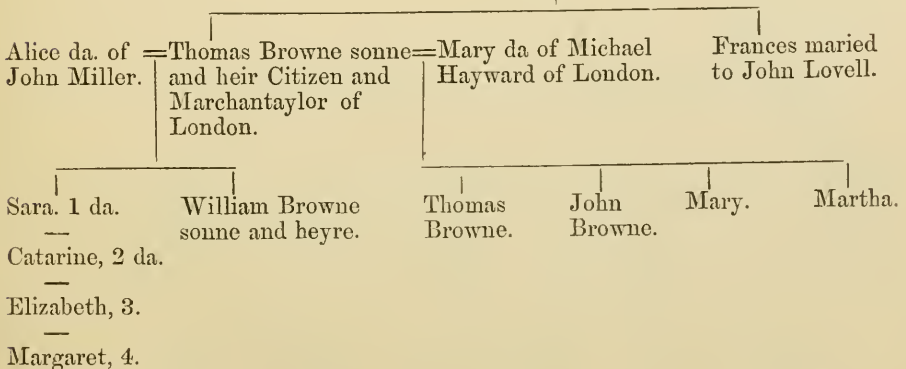 Alice da. of =Thomas Browne sonne=Mary da of Michael Frances maried
John Miller. and heir Citizen and Hayward of London. to John Lovell.
Marchantaylor of
London.
Sara. 1 da. William Browne Thomas John Mary. Martha.
sonne and heyre. Browne. Browne.
Catarine, 2 da.
Elizabeth, 3.
Margaret, 4.